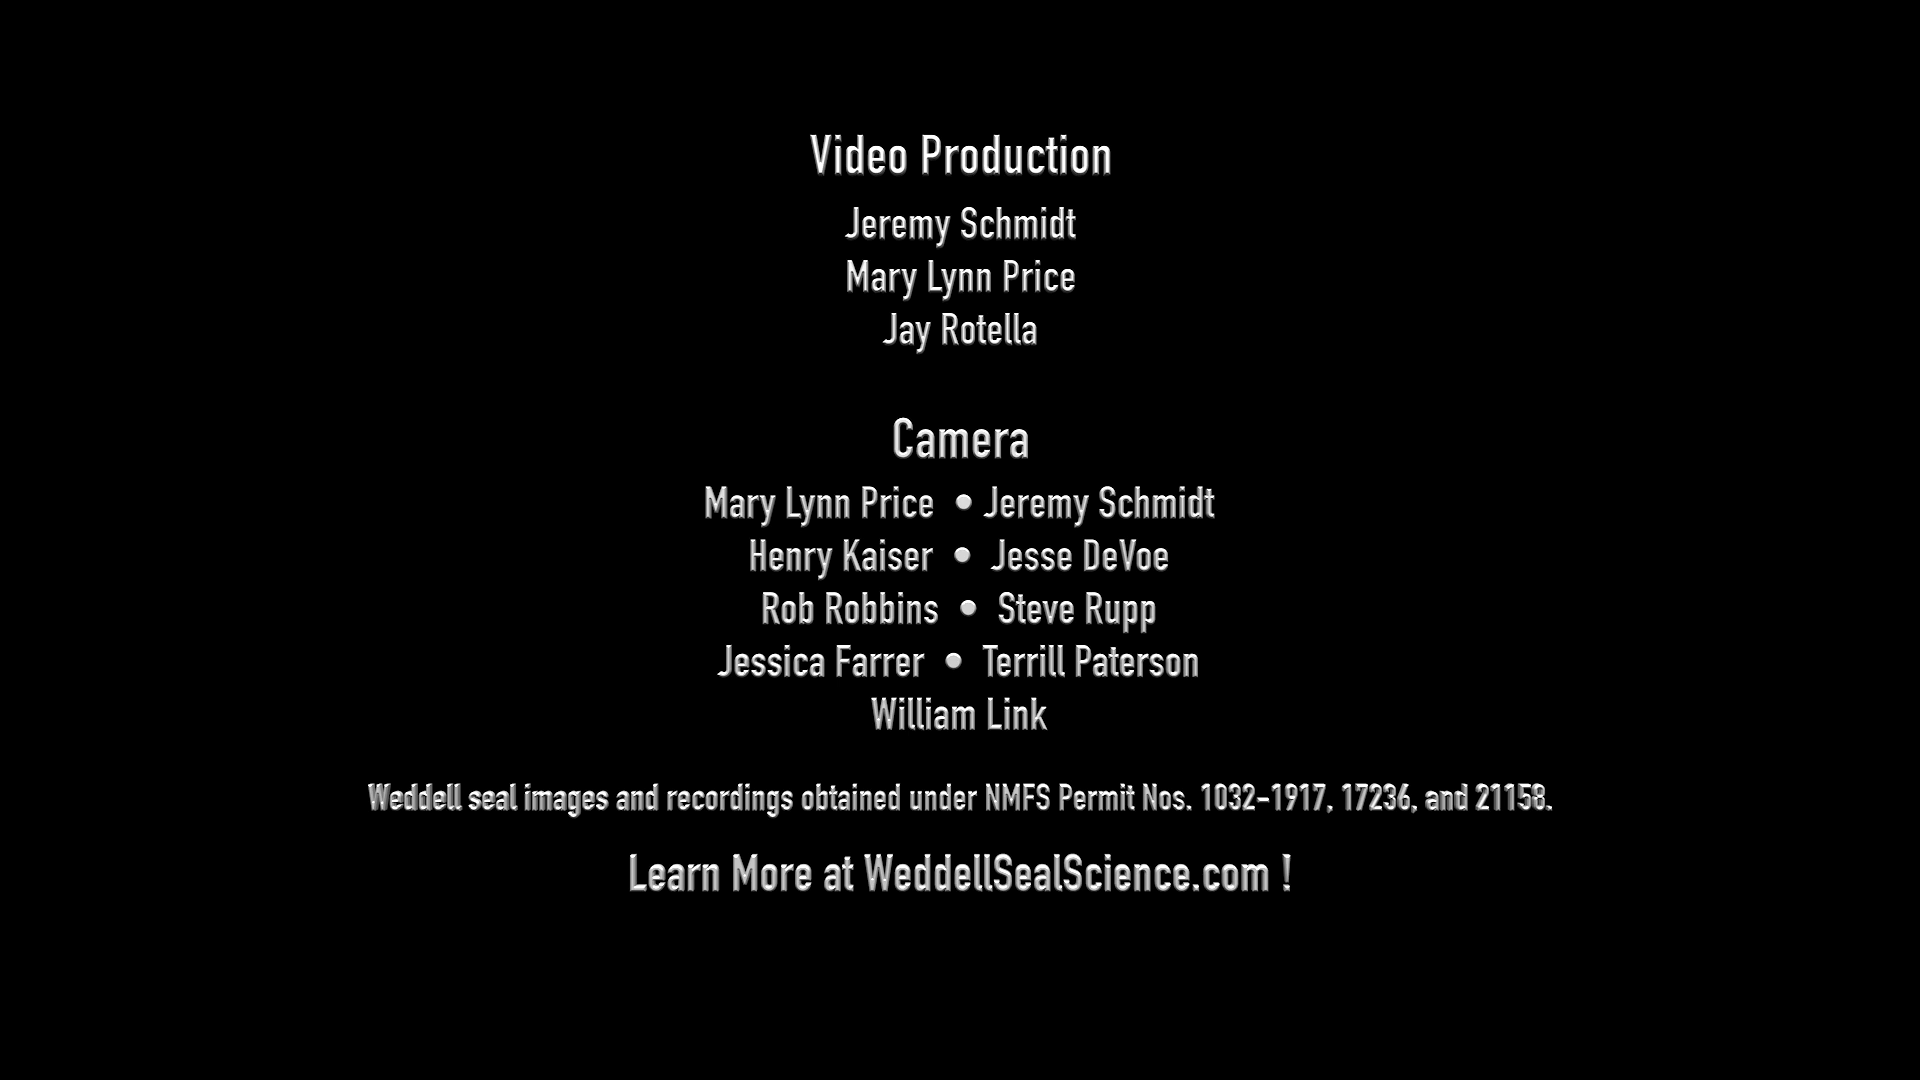 Video Production
Jeremy Schmidt
Mary Lynn Price
Jay Rotella
Camera
Mary Lynn Price • Jeremy Schmidt
Henry Kaiser • Jesse DeVoe
Rob Robbins • Steve Rupp
Jessica Farrer • Terrill Paterson
William Link
Weddell seal images and recordings obtained under NMFS Permit Nos. 1032-1917, 17236, and 21158.
Learn More at WeddellSealScience.com !